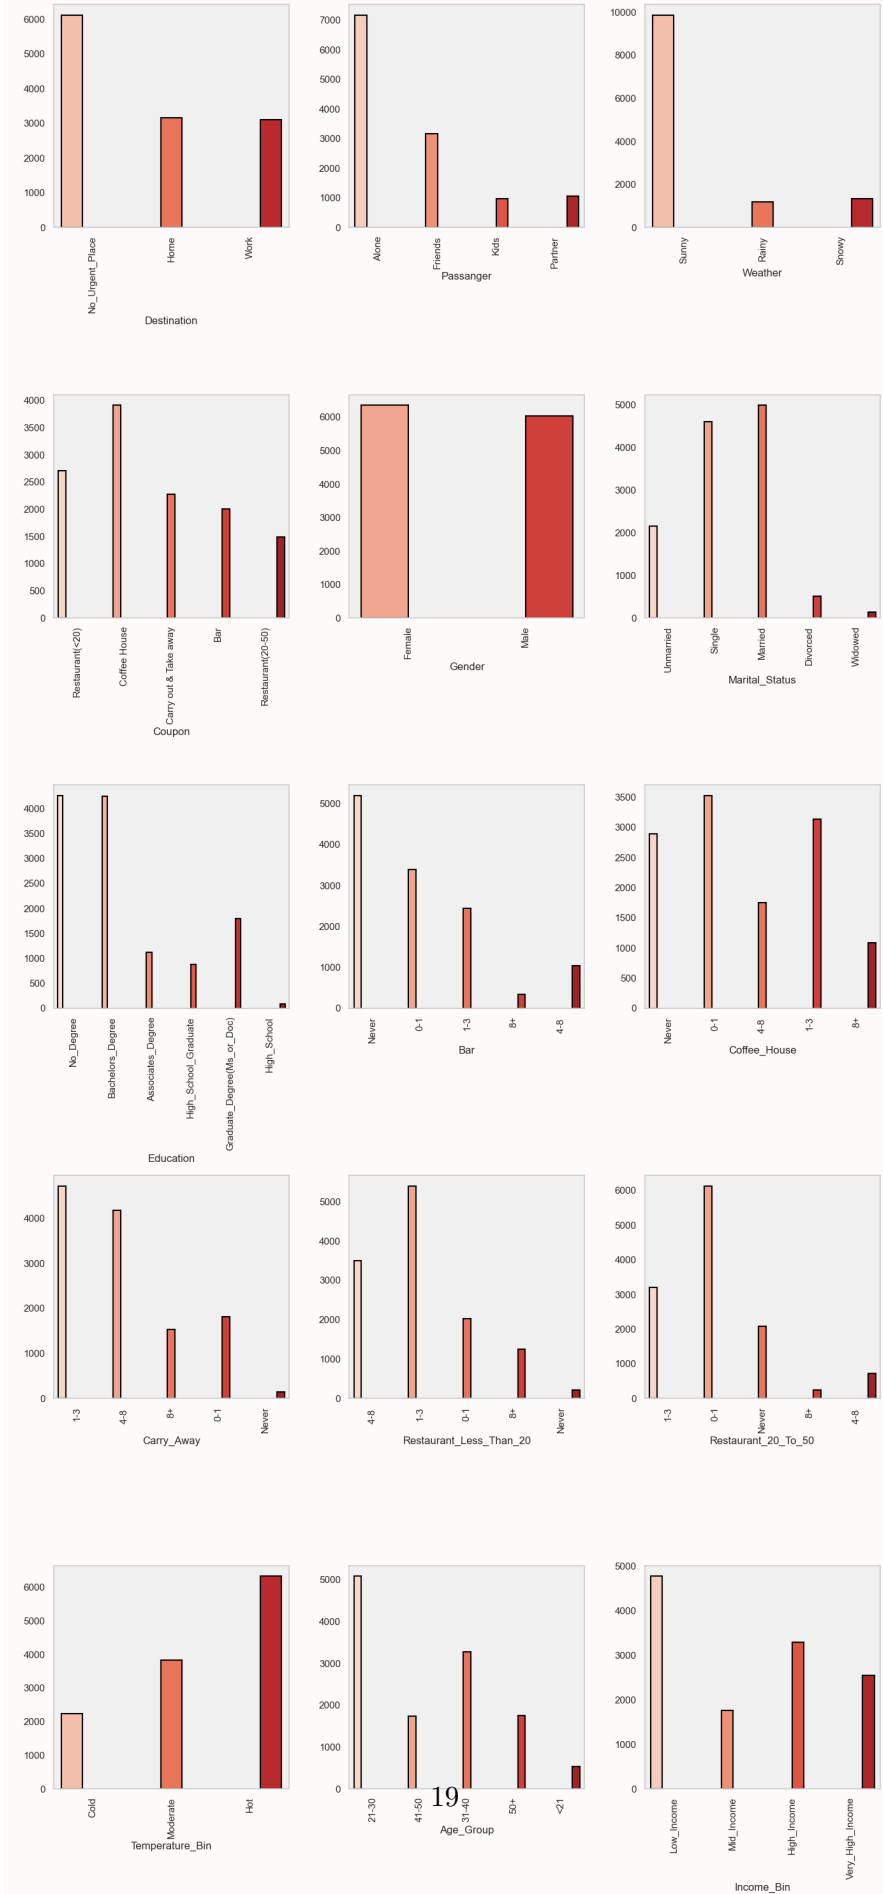 6000
5000
4000
3000
2000
1000
0
No_Urgent_Place
Home
Work
Destination
7000
6000
5000
4000
3000
2000
1000
0
Alone
Friends
Kids
Partner
Passanger
10000
8000
6000
4000
2000
0
Sunny
Rainy
Snowy
Weather
4000
3500
3000
2500
2000
1500
1000
500
0
Restaurant(<20)
Coffee House
Carry out & Take away
Bar
Restaurant(20-50)
Coupon
6000
5000
4000
3000
2000
1000
0
Female
Male
Gender
5000
4000
3000
2000
1000
0
Unmarried
Single
Married
Divorced
Widowed
Marital_Status
4000
3500
3000
2500
2000
1500
1000
500
0
No_Degree
Bachelors_Degree
Associates_Degree
High_School_Graduate
Graduate_Degree(Ms_or_Doc)
High_School
Education
5000
4000
3000
2000
1000
0
Never
0-1
1-3
8+
4-8
Bar
3500
3000
2500
2000
1500
1000
500
0
Never
0-1
4-8
1-3
8+
Coffee_House
4000
3000
2000
1000
0
1-3
4-8
8+
0-1
Never
Carry_Away
5000
4000
3000
2000
1000
0
4-8
1-3
0-1
8+
Never
Restaurant_Less_Than_20
6000
5000
4000
3000
2000
1000
0
1-3
0-1
Never
8+
4-8
Restaurant_20_To_50
6000
5000
4000
3000
2000
1000
0
Cold
Moderate
Hot
Temperature_Bin
5000
4000
3000
2000
1000
0
21-30
41-50
31-40
50+
<21
Age_Group
19
5000
4000
3000
2000
1000
0
Low_Income
Mid_Income
High_Income
Very_High_Income
Income_Bin